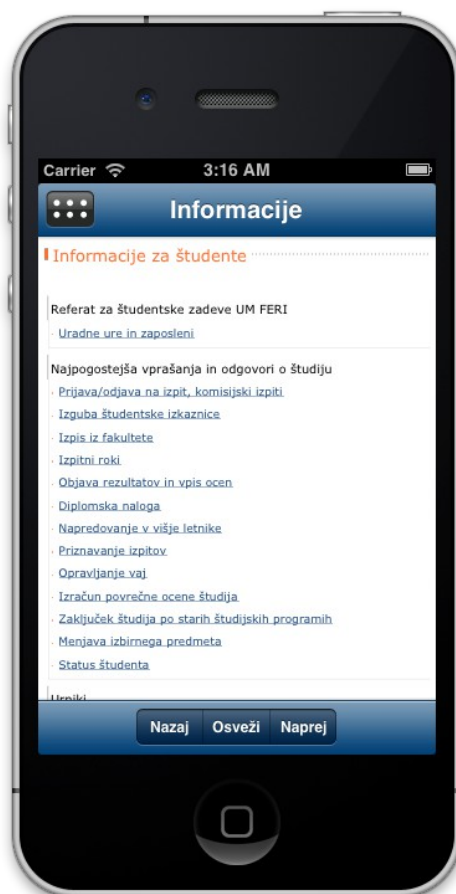 Carrier 3:16 AM
Informacije
Informacije za študente
Referat za študentske zadeve UM FERI
Uradne ure in zaposleni
Najpogostejša vprašanja in odgovori o študiju
Prijava/odjava na izpit, komisijski izpiti
Izguba študentske izkaznice
Izpis iz fakultete
Izpitni roki
Objava rezultatov in vpis ocen
Diplomska naloga
Napredovanje v višje letnike
Priznavanje izpitov
Opravljanje vaj
Izračun povrečne ocene študija
Zaključek študija po starih študijskih programih
Menjava izbirnega predmeta
Status študenta
Urniki
Nazaj Osveži Naprej